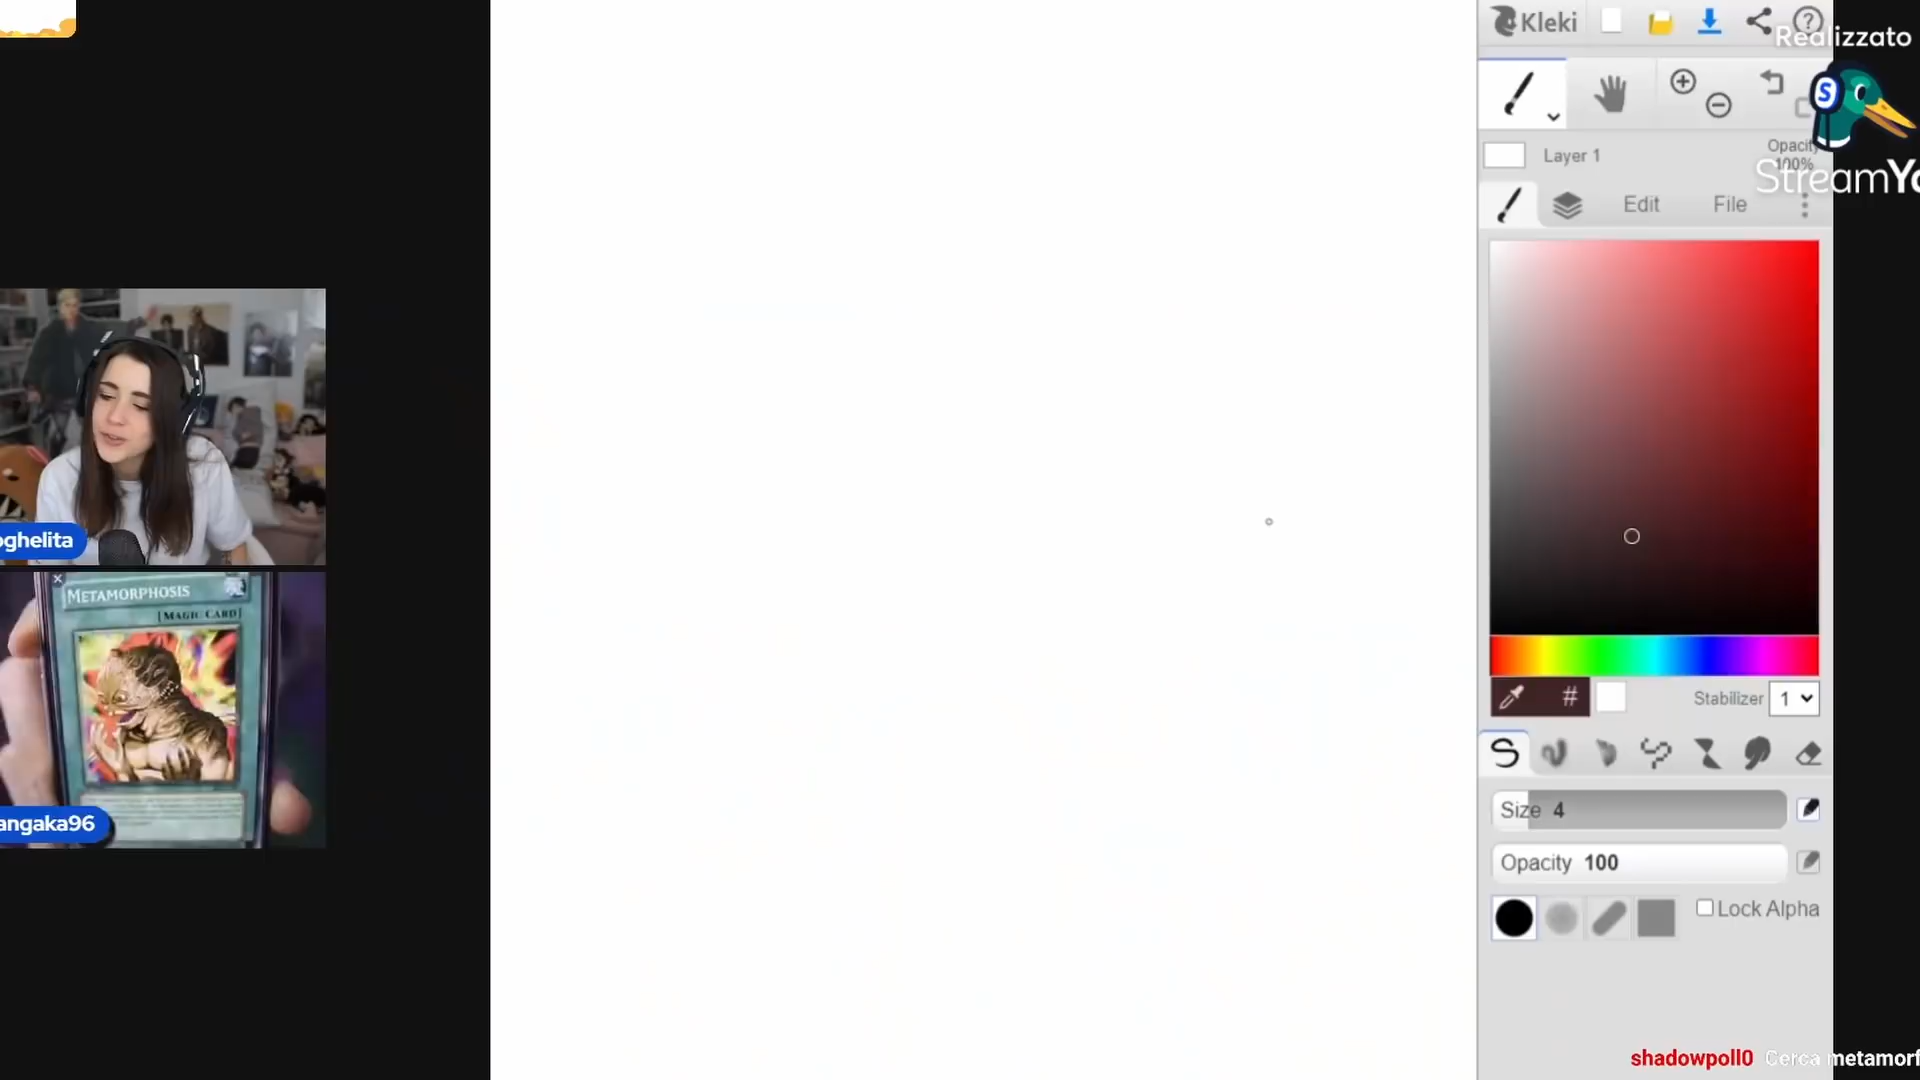 Kleki
?
Realizzato
S
Layer 1
Opacity
100%
StreamYa
Edit
File
#
Stabilizer
1
Size 4
Opacity 100
Lock Alpha
oghelita
METAMORPHOSIS
[MAGIC CARD]
angaka96
shadowpoll0 Cerca metamorf